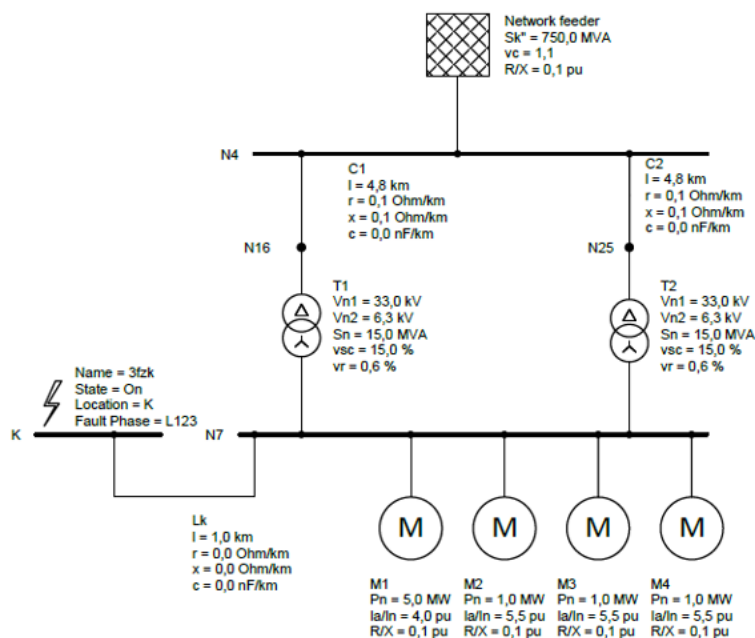 Network feeder
Sk" = 750,0 MVA
vc = 1,1
R/X = 0,1 pu
N4
C1
l = 4,8 km
r = 0,1 Ohm/km
x = 0,1 Ohm/km
c = 0,0 nF/km
C2
l = 4,8 km
r = 0,1 Ohm/km
x = 0,1 Ohm/km
c = 0,0 nF/km
N16
N25
T1
Vn1 = 33,0 kV
Vn2 = 6,3 kV
Sn = 15,0 MVA
vsc = 15,0 %
vr = 0,6 %
T2
Vn1 = 33,0 kV
Vn2 = 6,3 kV
Sn = 15,0 MVA
vsc = 15,0 %
vr = 0,6 %
Name = 3fzk
State = On
Location = K
Fault Phase = L123
K
N7
Lk
l = 1,0 km
r = 0,0 Ohm/km
x = 0,0 Ohm/km
c = 0,0 nF/km
M
M
M
M
M1
Pn = 5,0 MW
Ia/In = 4,0 pu
R/X = 0,1 pu
M2
Pn = 1,0 MW
Ia/In = 5,5 pu
R/X = 0,1 pu
M3
Pn = 1,0 MW
Ia/In = 5,5 pu
R/X = 0,1 pu
M4
Pn = 1,0 MW
Ia/In = 5,5 pu
R/X = 0,1 pu